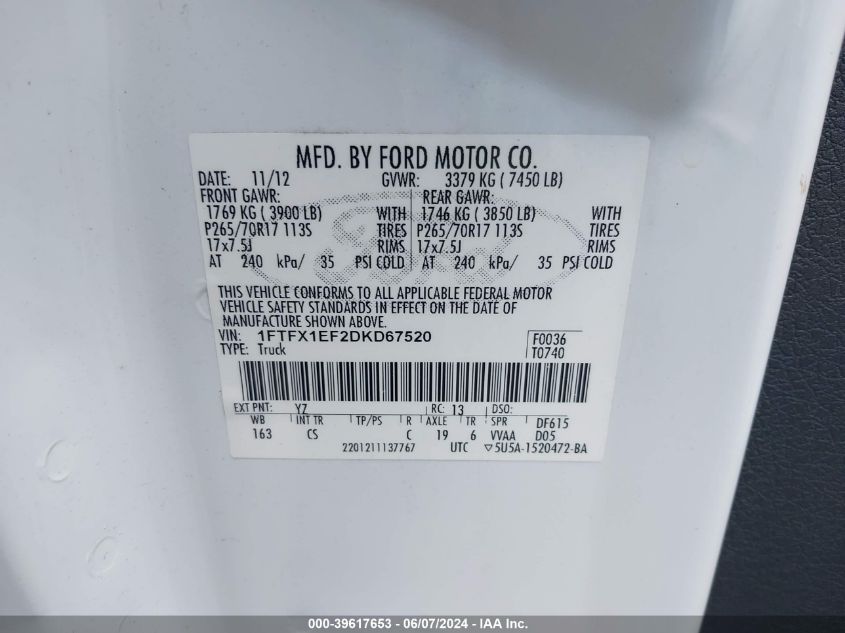 MFD. BY FORD MOTOR CO.
DATE: 11/12 GVWR: 3379 KG ( 7450 LB)
FRONT GAWR: REAR GAWR:
1769 KG ( 3900 LB) WITH 1746 KG ( 3850 LB) WITH
P265/70R17 113S TIRES P265/70R17 113S TIRES
17x7.5J RIMS 17x7.5J RIMS
AT 240 kPa/ 35 PSI COLD AT 240 kPa/ 35 PSI COLD
THIS VEHICLE CONFORMS TO ALL APPLICABLE FEDERAL MOTOR
VEHICLE SAFETY STANDARDS IN EFFECT ON THE DATE OF
MANUFACTURE SHOWN ABOVE.
VIN: 1FTFX1EF2DKD67520 F0036
TYPE: Truck T0740
EXT PNT: YZ RC: 13 DSO:
WB INT TR TP/PS R AXLE TR SPR DF615
163 CS C 19 6 VVAA D05
2201211137767 UTC ▽5U5A-1520472-BA
000-39617653 - 06/07/2024 - IAA Inc.